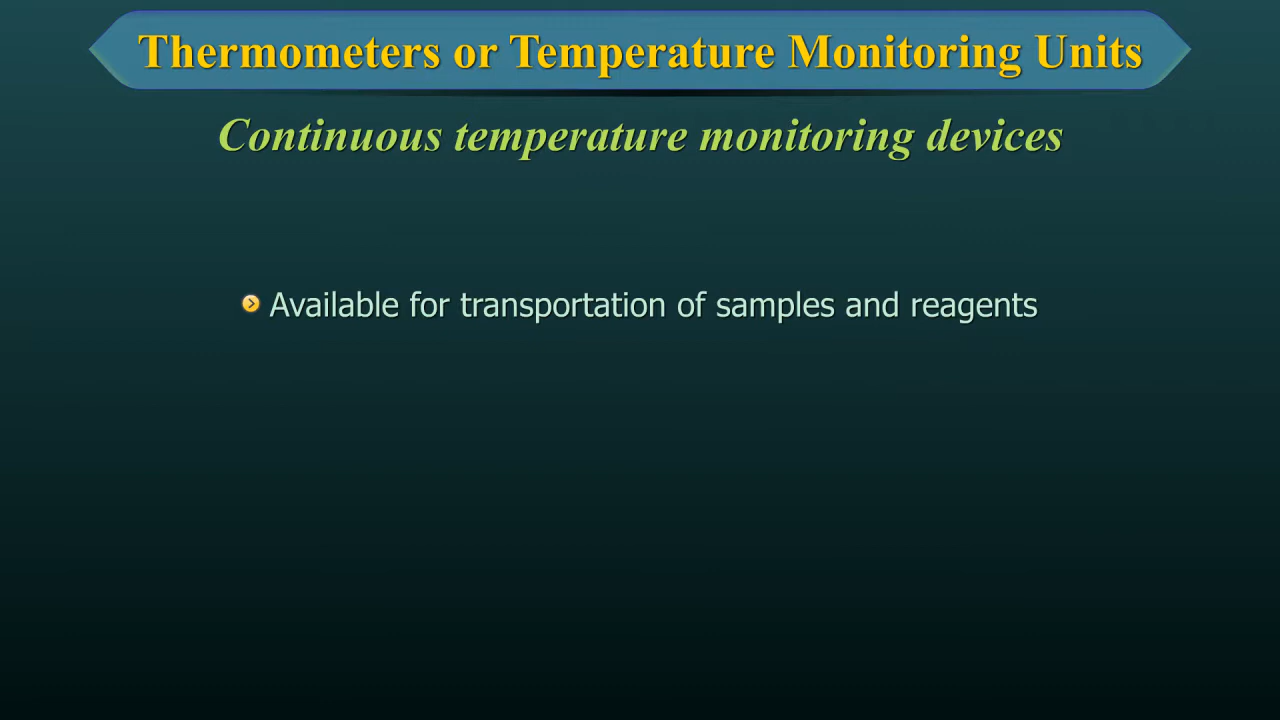 Thermometers or Temperature Monitoring Units
Continuous temperature monitoring devices
Available for transportation of samples and reagents